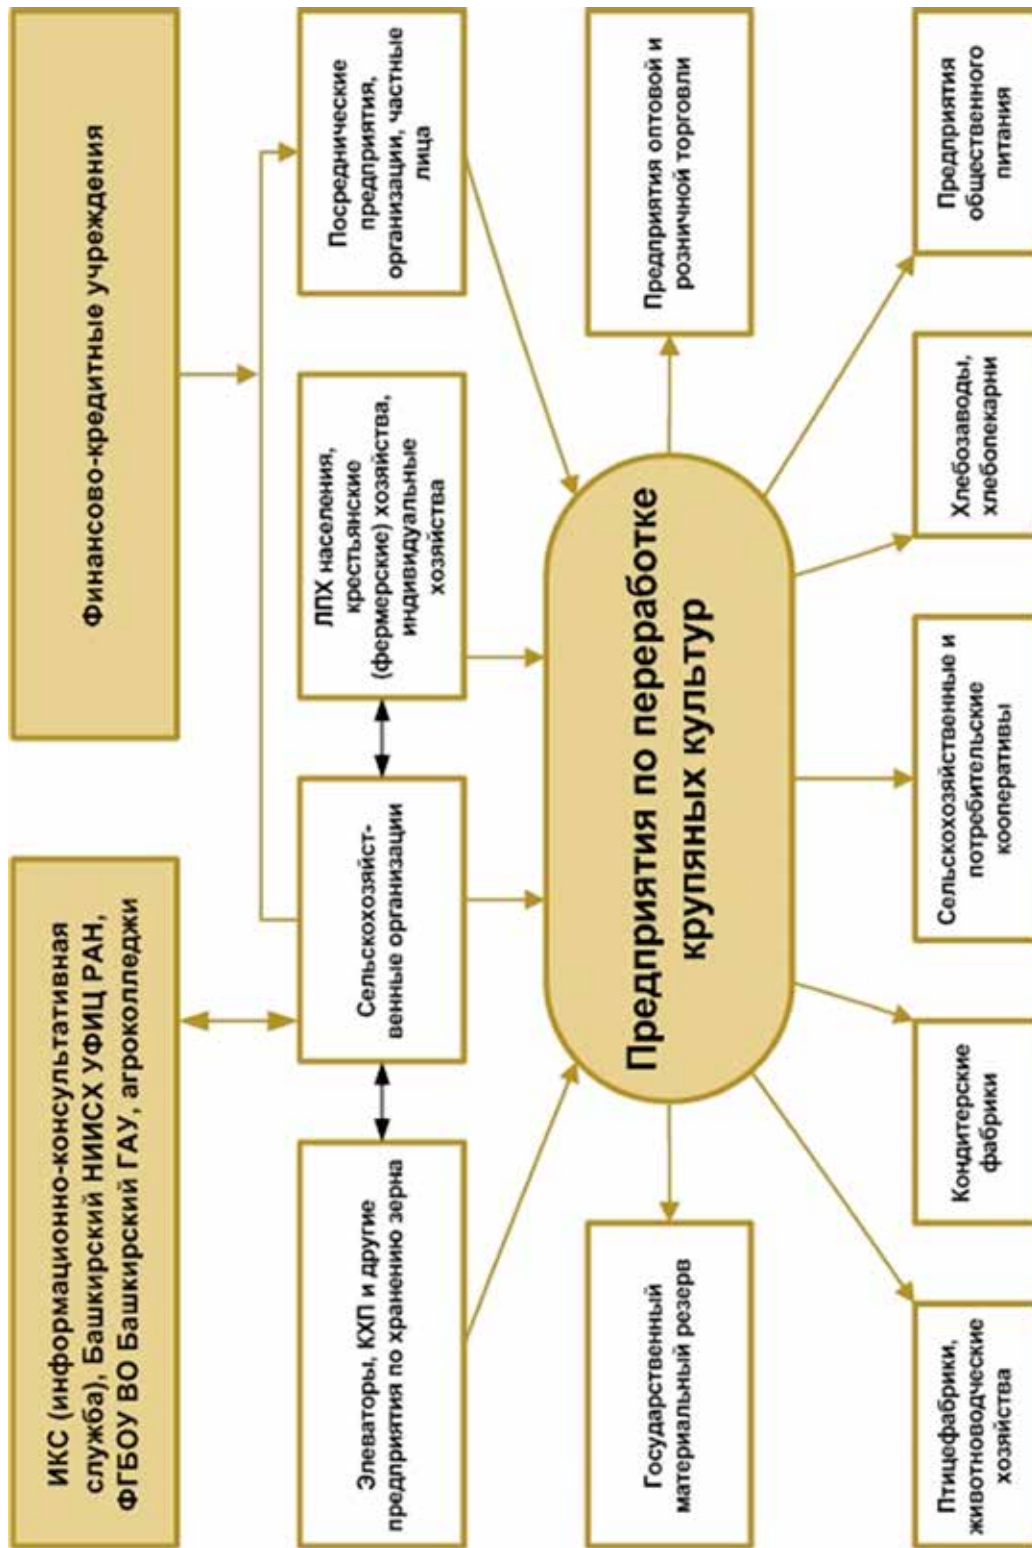 ИКС (информационно-консультативная
служба), Башкирский НИИСХ УФИЦ РАН,
ФГБОУ ВО Башкирский ГАУ, агроколледжи
Финансово-кредитные учреждения
Элеваторы, КХП и другие
предприятия по хранению зерна
Сельскохозяйст-
венные организации
ЛПХ населения,
крестьянские
(фермерские) хозяйства,
индивидуальные
хозяйства
Посреднические
предприятия,
организации, частные
лица
Государственный
материальный резерв
Предприятия по переработке
крупяных культур
Предприятия оптовой и
розничной торговли
Птицефабрики,
животноводческие
хозяйства
Кондитерские
фабрики
Сельскохозяйственные и
потребительские
кооперативы
Хлебозаводы,
хлебопекарни
Предприятия
общественного
питания